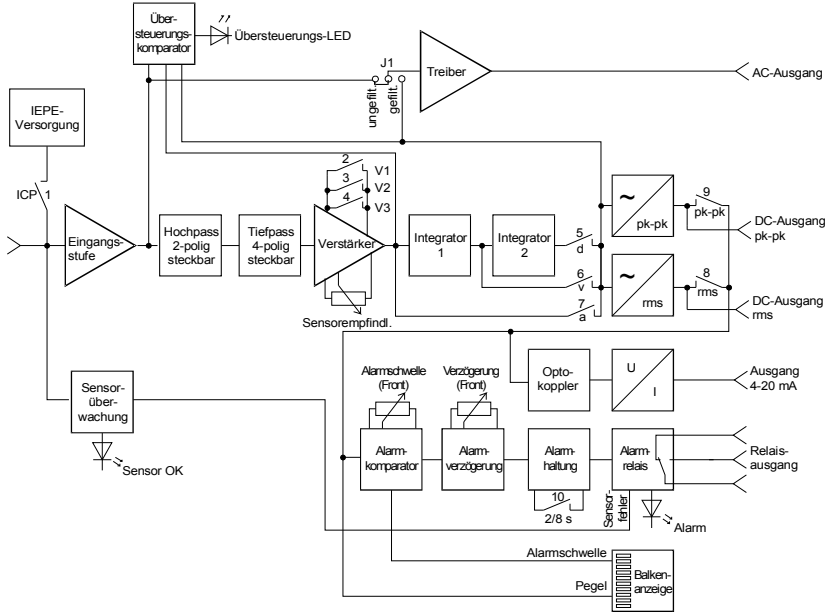 Über-
steuerungs-
komparator
Übersteuerungs-LED
J1
ungefilt.
gefilt.
Treiber
AC-Ausgang
IEPE-
Versorgung
ICP 1
Eingangs-
stufe
Hochpass
2-polig
steckbar
Tiefpass
4-polig
steckbar
2
V1
3
V2
4
V3
Verstärker
Sensorempfindl.
Integrator
1
Integrator
2
5
d
6
v
7
a
~
pk-pk
9
pk-pk
DC-Ausgang
pk-pk
~
rms
8
rms
DC-Ausgang
rms
Sensor-
über-
wachung
Sensor OK
Alarmschwelle
(Front)
Verzögerung
(Front)
Opto-
koppler
U
I
Ausgang
4-20 mA
Alarm-
komparator
Alarm-
verzögerung
Alarm-
haltung
10
2/8 s
Alarm-
relais
Sensor-
fehler
Relais-
ausgang
Alarm
Alarmschwelle
Pegel
Balken-
anzeige